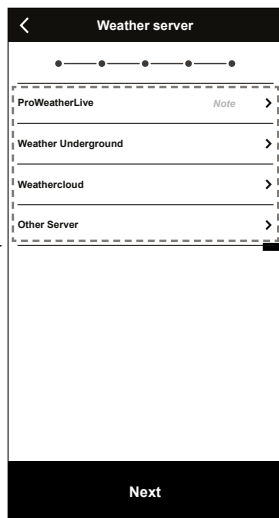 Weather server
ProWeatherLive Note
Weather Underground
Weathercloud
Other Server
Next